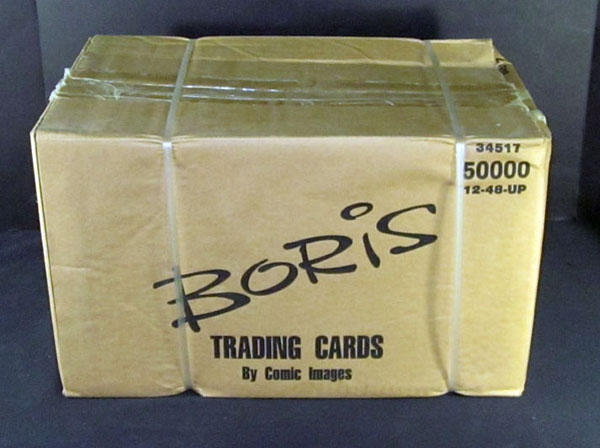 34517
50000
12-48-UP
BORiS
TRADING CARDS
By Comic Images